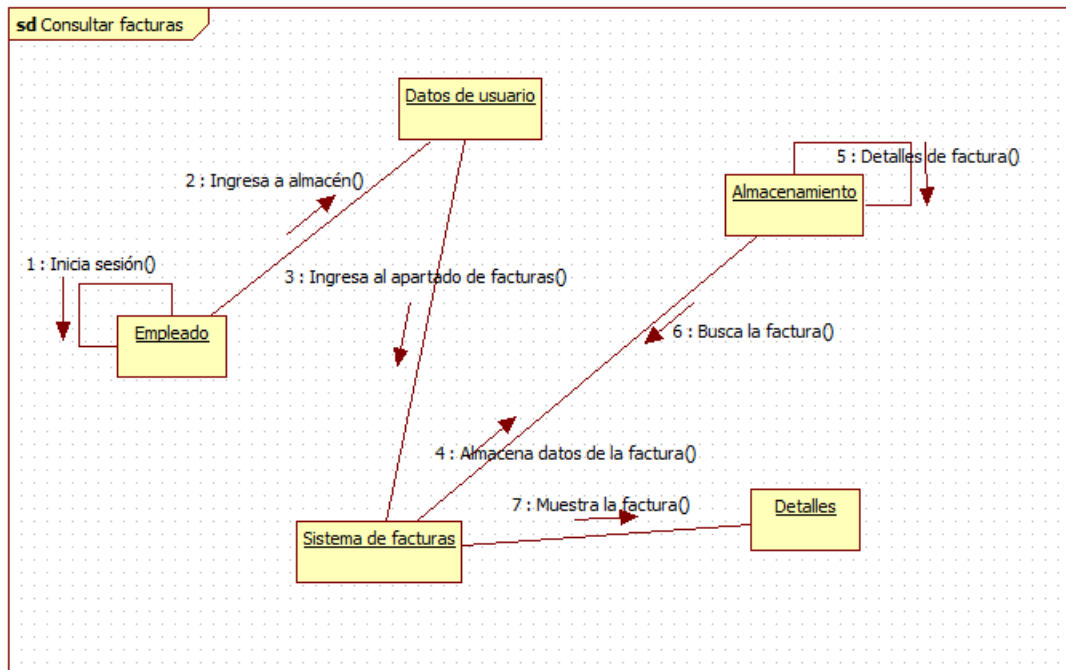 sd Consultar facturas
Datos de usuario
5 : Detalles de factura()
2 : Ingresa a almacén()
Almacenamiento
1 : Inicia sesión()
3 : Ingresa al apartado de facturas()
Empleado
6 : Busca la factura()
4 : Almacena datos de la factura()
7 : Muestra la factura()
Detalles
Sistema de facturas